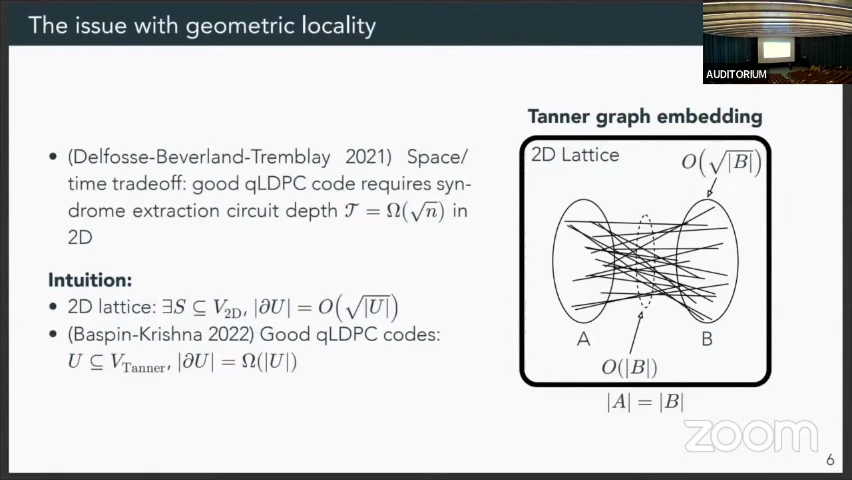 The issue with geometric locality
AUDITORIUM
• (Delfosse-Beverland-Tremblay 2021) Space/
time tradeoff: good qLDPC code requires syn-
drome extraction circuit depth 𝒯 = Ω(√n) in
2D
Intuition:
• 2D lattice: ∃S ⊆ V_2D, |∂U| = O(√|U|)
• (Baspin-Krishna 2022) Good qLDPC codes:
U ⊆ V_Tanner, |∂U| = Ω(|U|)
Tanner graph embedding
2D Lattice
O(√|B|)
A
B
O(|B|)
|A| = |B|
zoom
6